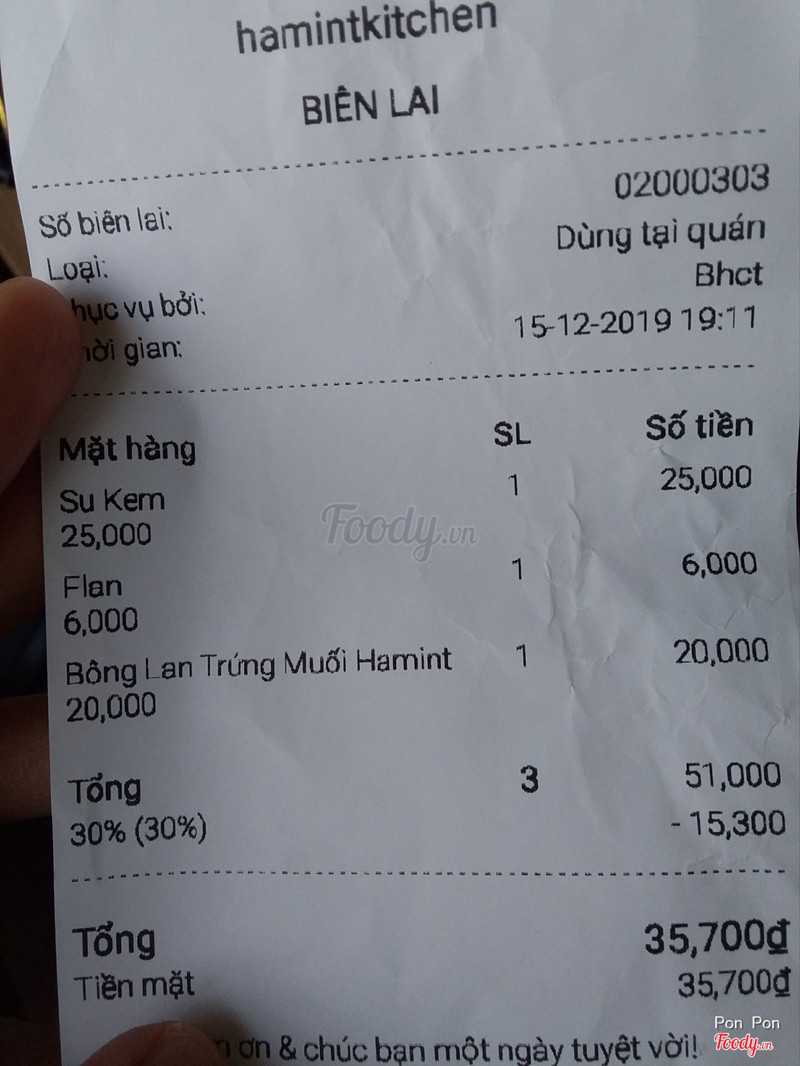 hamintkitchen
BIÊN LAI
Số biên lai: 02000303
Loại: Dùng tại quán
hục vụ bởi: Bhct
ời gian: 15-12-2019 19:11
Mặt hàng SL Số tiền
Su Kem 1 25,000
25,000
Foody.vn
Flan 1 6,000
6,000
Bông Lan Trứng Muối Hamint 1 20,000
20,000
Tổng 3 51,000
30% (30%) - 15,300
Tổng 35,700₫
Tiền mặt 35,700₫
ơn & chúc bạn một ngày tuyệt vời!
Pon Pon
Foody.vn